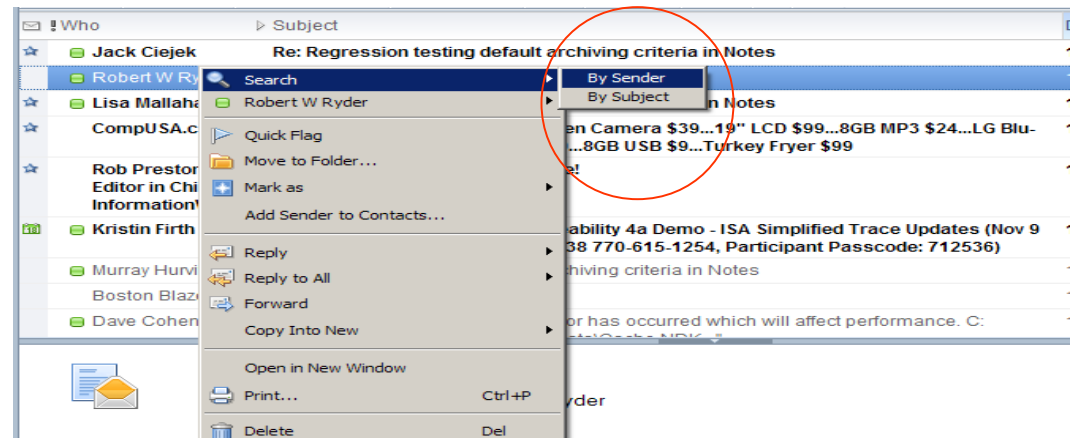 ! Who Subject
Jack Ciejek Re: Regression testing default archiving criteria in Notes
Robert W Ry
Search
By Sender
Robert W Ryder
By Subject
Lisa Mallaha
n Notes
CompUSA.c
en Camera $39...19" LCD $99...8GB MP3 $24...LG Blu-
...8GB USB $9...Turkey Fryer $99
Quick Flag
Rob Preston
Editor in Chi
Information
Move to Folder...
Mark as
Add Sender to Contacts...
Kristin Firth
ability 4a Demo - ISA Simplified Trace Updates (Nov 9
38 770-615-1254, Participant Passcode: 712536)
Reply
Murray Hurvi
hiving criteria in Notes
Reply to All
Boston Blaz
Forward
Dave Cohen
or has occurred which will affect performance. C:
Copy Into New
Open in New Window
Print... Ctrl+P
yder
Delete Del